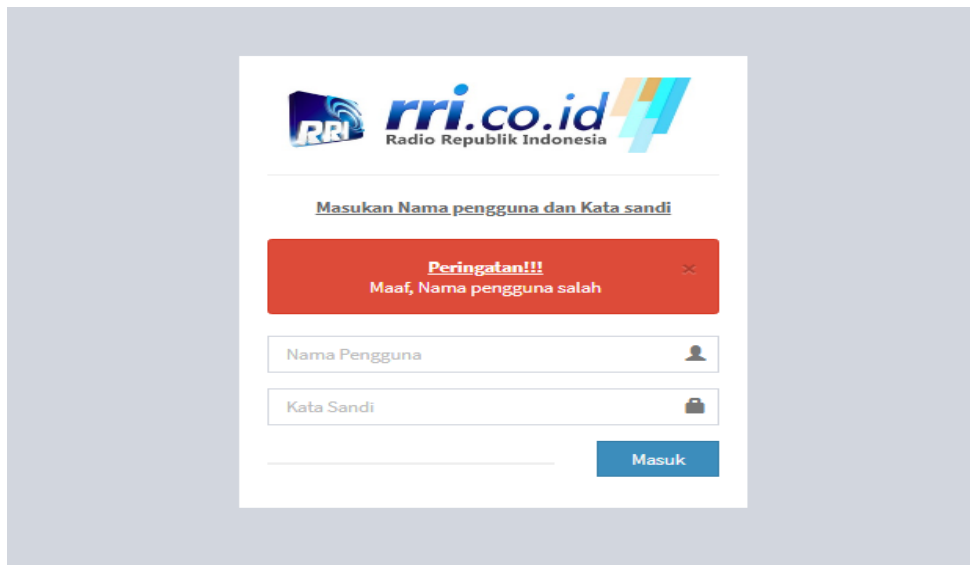 RRI
rri.co.id
Radio Republik Indonesia
Masukan Nama pengguna dan Kata sandi
Peringatan!!!
×
Maaf, Nama pengguna salah
Nama Pengguna
Kata Sandi
Masuk